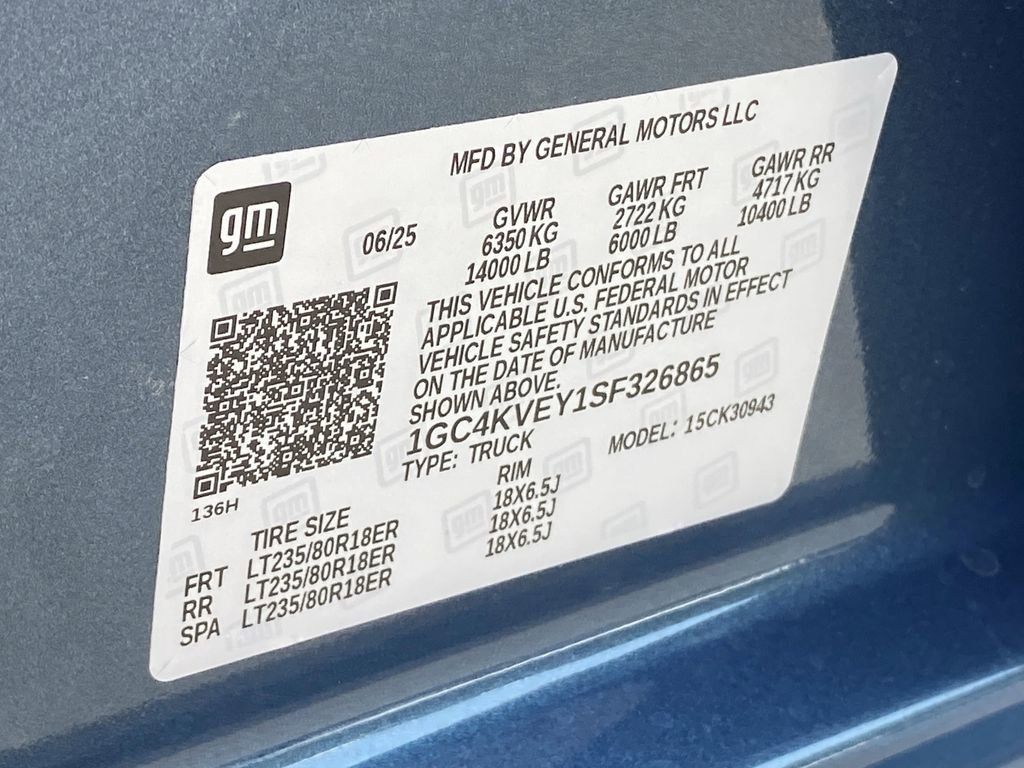 MFD BY GENERAL MOTORS LLC
gm
06/25
GVWR GAWR FRT GAWR RR
6350 KG 2722 KG 4717 KG
14000 LB 6000 LB 10400 LB
THIS VEHICLE CONFORMS TO ALL
APPLICABLE U.S. FEDERAL MOTOR
VEHICLE SAFETY STANDARDS IN EFFECT
ON THE DATE OF MANUFACTURE
SHOWN ABOVE.
1GC4KVEY1SF326865
TYPE: TRUCK MODEL: 15CK30943
136H
TIRE SIZE RIM
FRT LT235/80R18ER 18X6.5J
RR LT235/80R18ER 18X6.5J
SPA LT235/80R18ER 18X6.5J